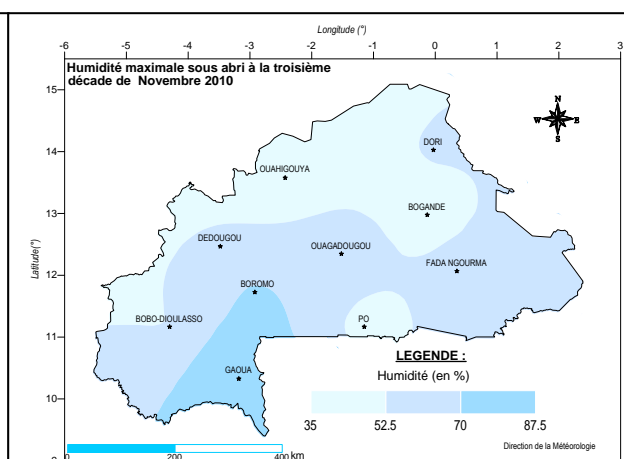 Longitude (°)
-6 -5 -4 -3 -2 -1 0 1 2 3
Humidité maximale sous abri à la troisième
décade de Novembre 2010
15
N
W E
S
14
DORI
OUAHIGOUYA
13
BOGANDE
DEDOUGOU
OUAGADOUGOU
Latitude(°)
FADA NGOURMA
12
BOROMO
BOBO-DIOULASSO
PO
11
LEGENDE :
Humidité (en %)
GAOUA
10
35 52.5 70 87.5
Direction de la Météorologie
0 200 400 km